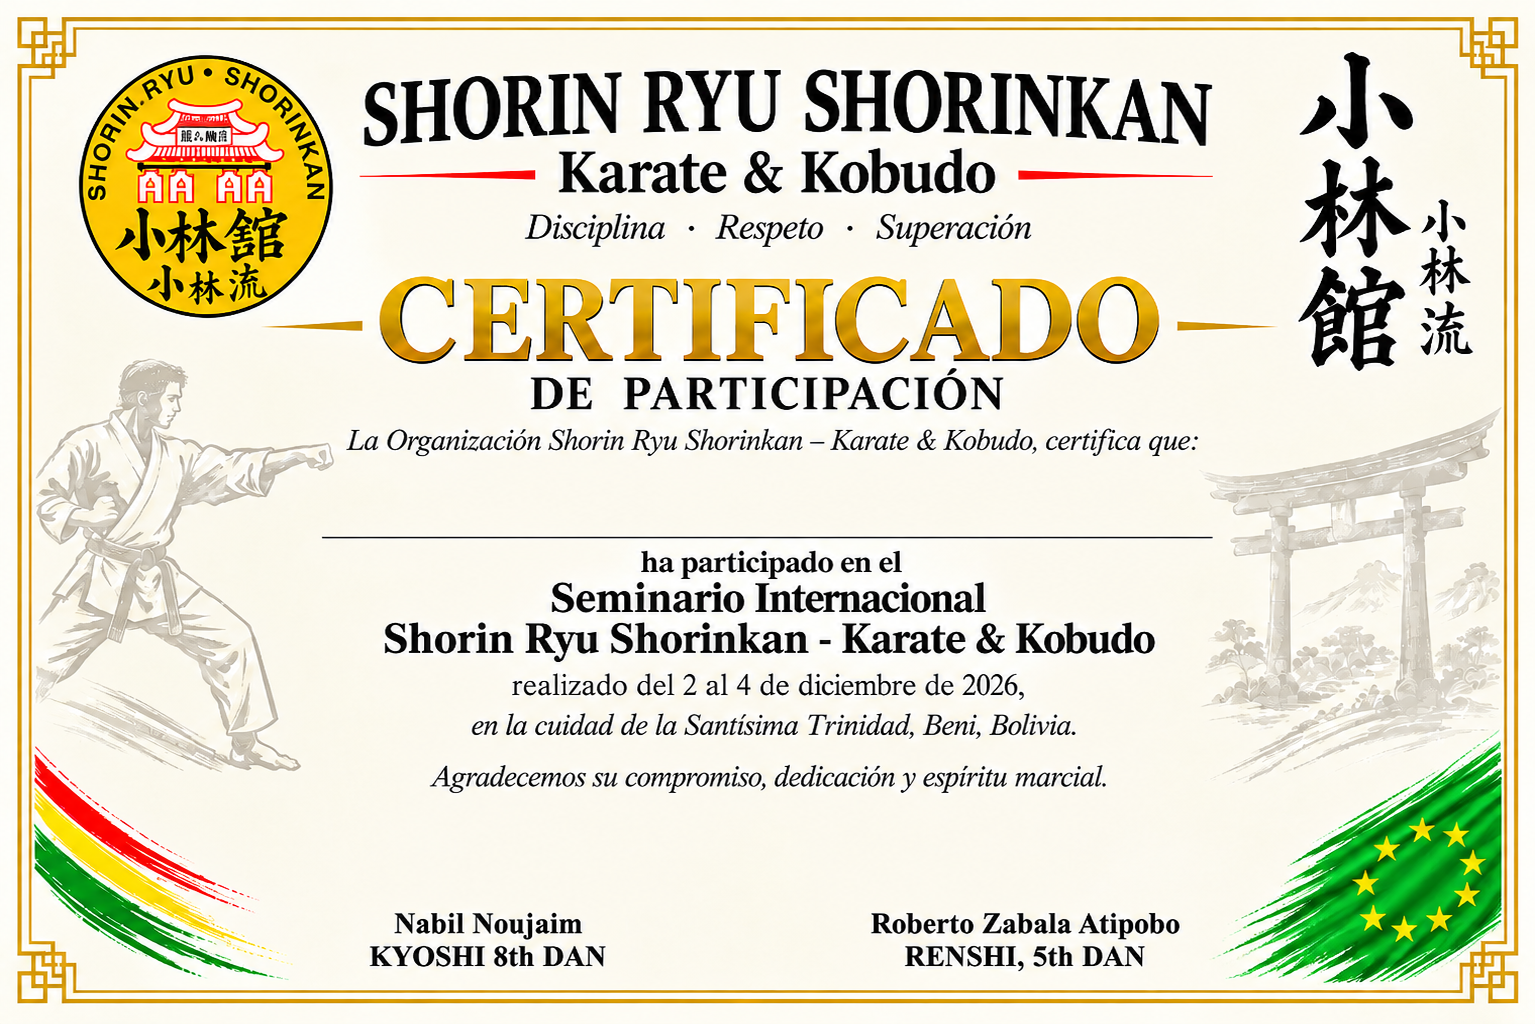 SHORIN.RYU • SHORINKAN
小林館
小林流
SHORIN RYU SHORINKAN
Karate & Kobudo
Disciplina · Respeto · Superación
小林館
小林流
CERTIFICADO
DE PARTICIPACIÓN
La Organización Shorin Ryu Shorinkan – Karate & Kobudo, certifica que:
ha participado en el
Seminario Internacional
Shorin Ryu Shorinkan - Karate & Kobudo
realizado del 2 al 4 de diciembre de 2026,
en la cuidad de la Santísima Trinidad, Beni, Bolivia.
Agradecemos su compromiso, dedicación y espíritu marcial.
Nabil Noujaim
KYOSHI 8th DAN
Roberto Zabala Atipobo
RENSHI, 5th DAN